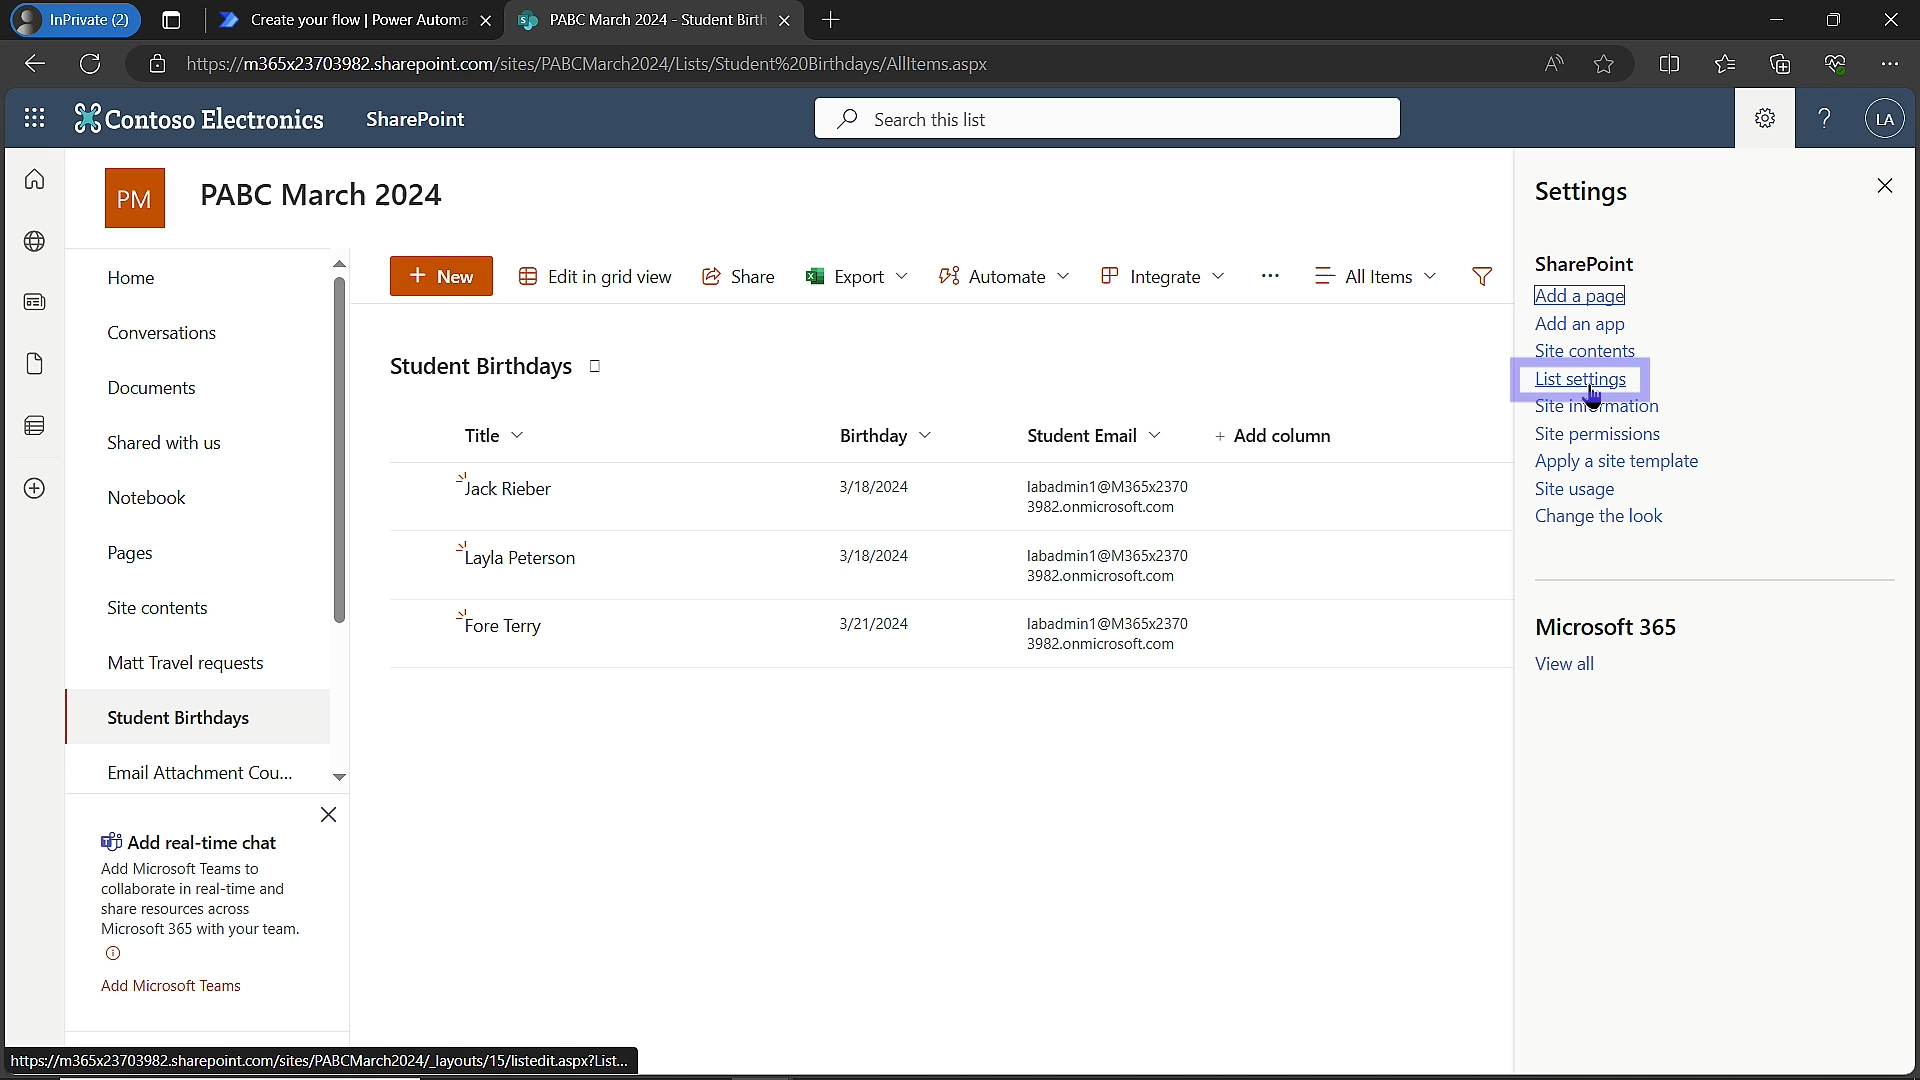 InPrivate (2)
Create your flow | Power Automa
PABC March 2024 - Student Birth
https://m365x23703982.sharepoint.com/sites/PABCMarch2024/Lists/Student%20Birthdays/AllItems.aspx
Contoso Electronics
SharePoint
Search this list
?
LA
PM
PABC March 2024
Home
Conversations
Documents
Shared with us
Notebook
Pages
Site contents
Matt Travel requests
Student Birthdays
Email Attachment Cou...
Add real-time chat
Add Microsoft Teams to
collaborate in real-time and
share resources across
Microsoft 365 with your team.
Add Microsoft Teams
+ New
Edit in grid view
Share
Export
Automate
Integrate
...
All Items
Student Birthdays
Title
Birthday
Student Email
+ Add column
Jack Rieber
3/18/2024
labadmin1@M365x2370
3982.onmicrosoft.com
Layla Peterson
3/18/2024
labadmin1@M365x2370
3982.onmicrosoft.com
Fore Terry
3/21/2024
labadmin1@M365x2370
3982.onmicrosoft.com
Settings
SharePoint
Add a page
Add an app
Site contents
List settings
Site information
Site permissions
Apply a site template
Site usage
Change the look
Microsoft 365
View all
https://m365x23703982.sharepoint.com/sites/PABCMarch2024/_layouts/15/listedit.aspx?List...